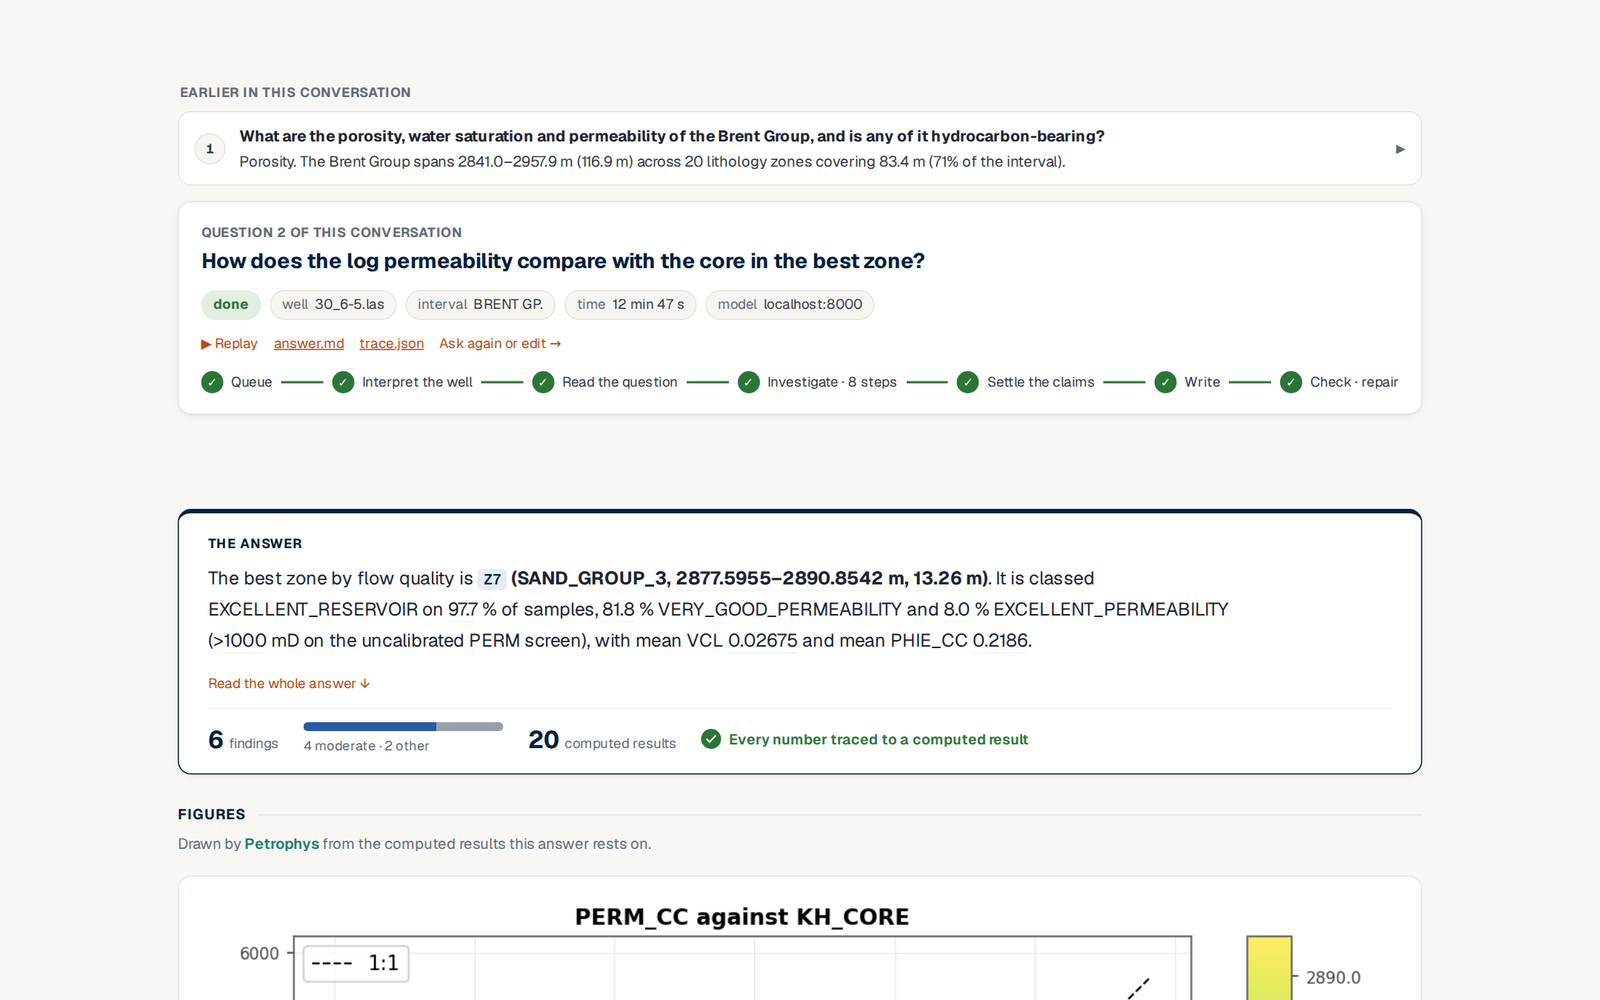 EARLIER IN THIS CONVERSATION
1
What are the porosity, water saturation and permeability of the Brent Group, and is any of it hydrocarbon-bearing?
Porosity. The Brent Group spans 2841.0–2957.9 m (116.9 m) across 20 lithology zones covering 83.4 m (71% of the interval).
▶
QUESTION 2 OF THIS CONVERSATION
How does the log permeability compare with the core in the best zone?
done well 30_6-5.las interval BRENT GP. time 12 min 47 s model localhost:8000
▶ Replay answer.md trace.json Ask again or edit →
✓ Queue ✓ Interpret the well ✓ Read the question ✓ Investigate · 8 steps ✓ Settle the claims ✓ Write ✓ Check · repair
THE ANSWER
The best zone by flow quality is Z7 (SAND_GROUP_3, 2877.5955–2890.8542 m, 13.26 m). It is classed
EXCELLENT_RESERVOIR on 97.7 % of samples, 81.8 % VERY_GOOD_PERMEABILITY and 8.0 % EXCELLENT_PERMEABILITY
(>1000 mD on the uncalibrated PERM screen), with mean VCL 0.02675 and mean PHIE_CC 0.2186.
Read the whole answer ↓
6 findings
4 moderate · 2 other
20 computed results
✓ Every number traced to a computed result
FIGURES
Drawn by Petrophys from the computed results this answer rests on.
PERM_CC against KH_CORE
6000
1:1
2890.0